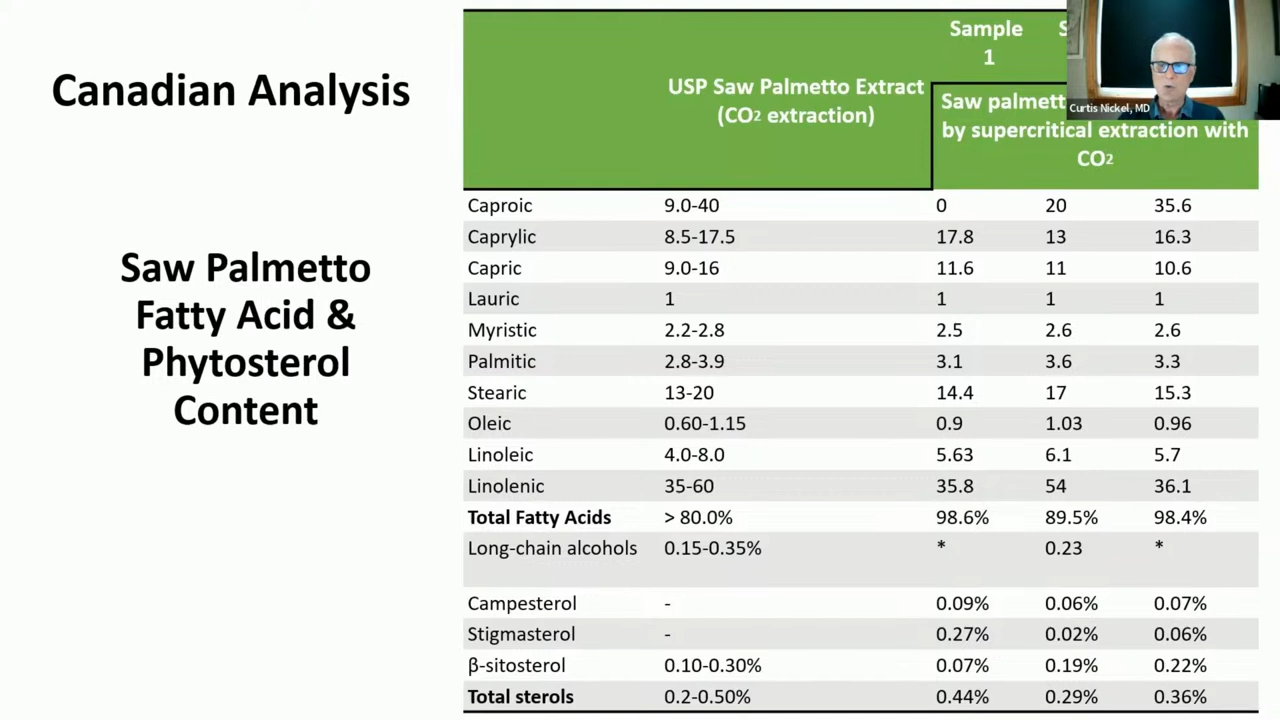 Canadian Analysis
Saw Palmetto
Fatty Acid &
Phytosterol
Content
USP Saw Palmetto Extract
(CO2 extraction)
Sample
1
Saw
by supercritical extraction with
CO2
Curtis Nickel, MD
Caproic 9.0-40 0 20 35.6
Caprylic 8.5-17.5 17.8 13 16.3
Capric 9.0-16 11.6 11 10.6
Lauric 1 1 1 1
Myristic 2.2-2.8 2.5 2.6 2.6
Palmitic 2.8-3.9 3.1 3.6 3.3
Stearic 13-20 14.4 17 15.3
Oleic 0.60-1.15 0.9 1.03 0.96
Linoleic 4.0-8.0 5.63 6.1 5.7
Linolenic 35-60 35.8 54 36.1
Total Fatty Acids > 80.0% 98.6% 89.5% 98.4%
Long-chain alcohols 0.15-0.35% * 0.23 *
Campesterol - 0.09% 0.06% 0.07%
Stigmasterol - 0.27% 0.02% 0.06%
β-sitosterol 0.10-0.30% 0.07% 0.19% 0.22%
Total sterols 0.2-0.50% 0.44% 0.29% 0.36%